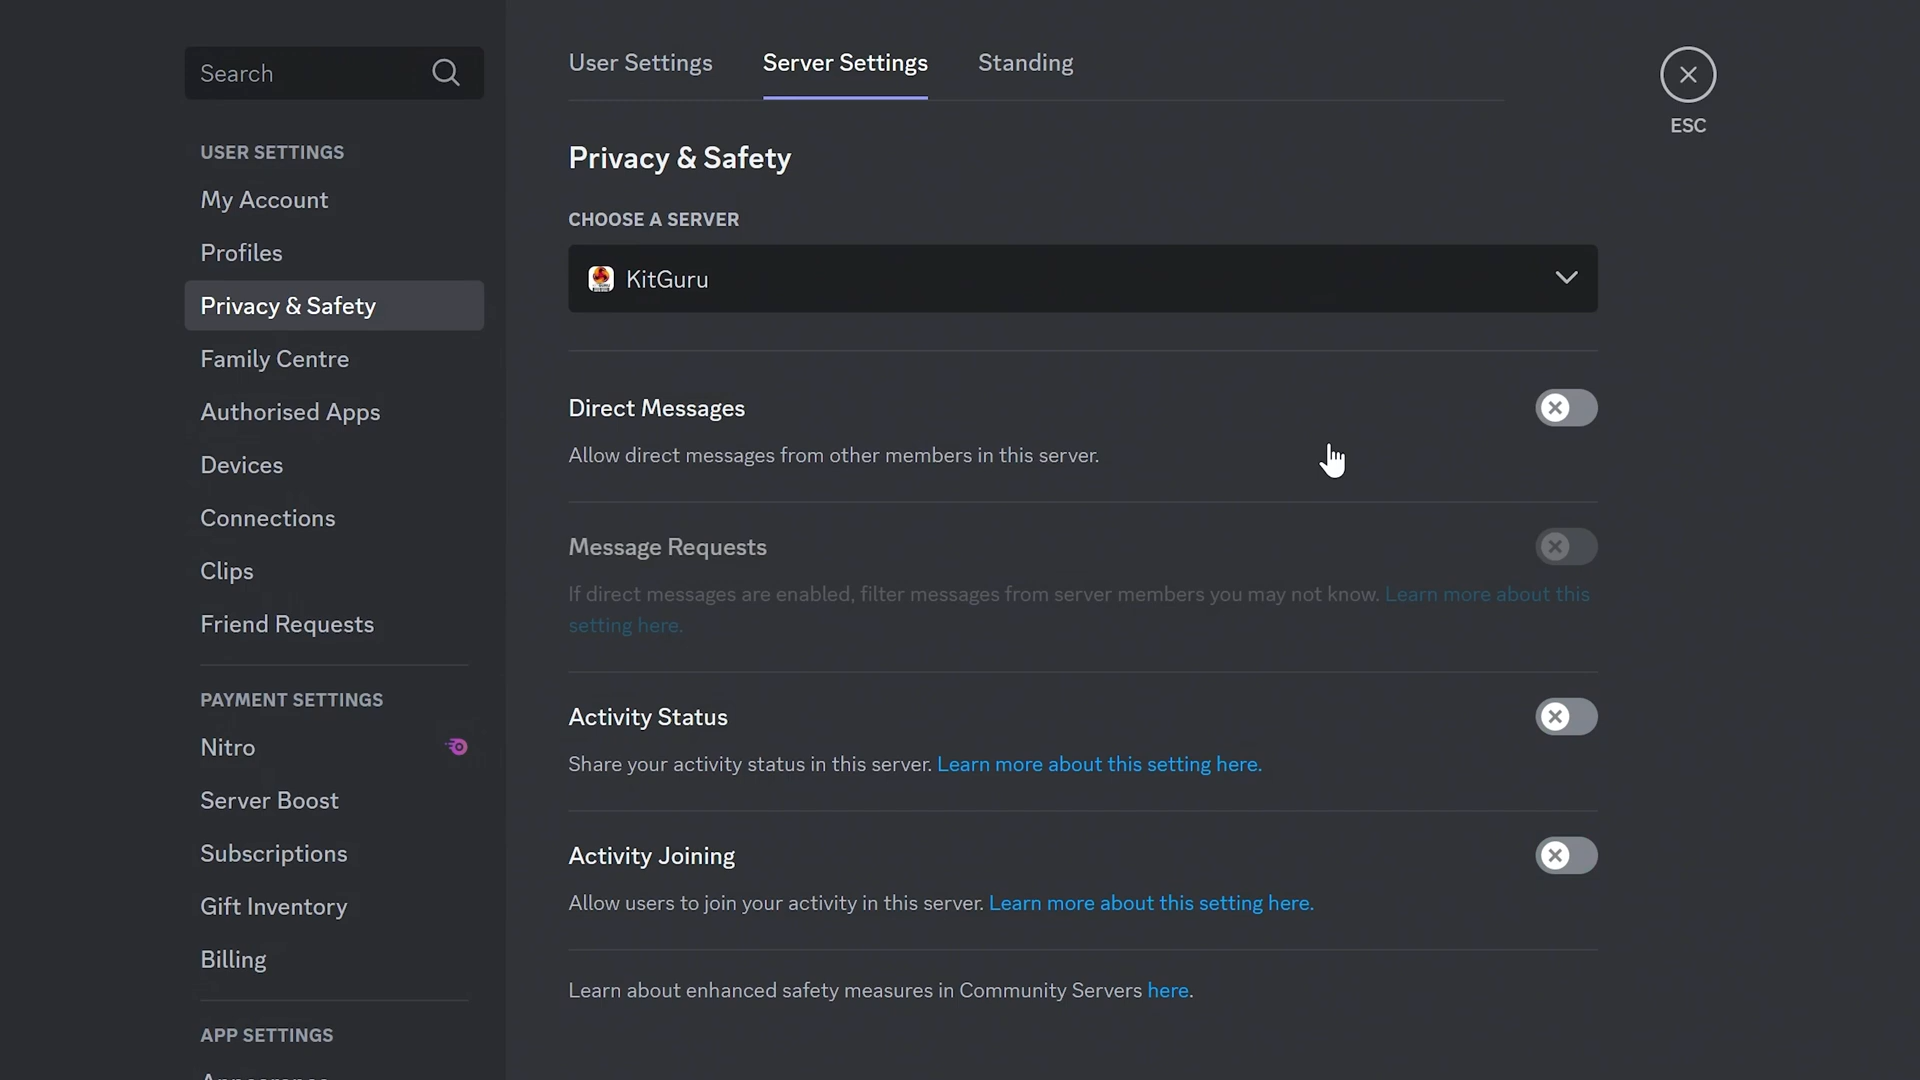 Search
USER SETTINGS
My Account
Profiles
Privacy & Safety
Family Centre
Authorised Apps
Devices
Connections
Clips
Friend Requests
PAYMENT SETTINGS
Nitro
Server Boost
Subscriptions
Gift Inventory
Billing
APP SETTINGS
User Settings Server Settings Standing
ESC
Privacy & Safety
CHOOSE A SERVER
KitGuru
Direct Messages
Allow direct messages from other members in this server.
Message Requests
If direct messages are enabled, filter messages from server members you may not know. Learn more about this
setting here.
Activity Status
Share your activity status in this server. Learn more about this setting here.
Activity Joining
Allow users to join your activity in this server. Learn more about this setting here.
Learn about enhanced safety measures in Community Servers here.